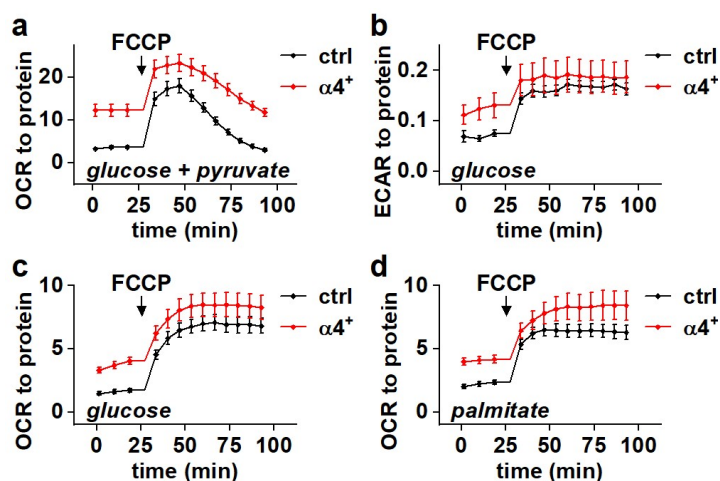 a
FCCP
ctrl
α4⁺
OCR to protein
20
10
0
glucose + pyruvate
0 25 50 75 100
time (min)
b
FCCP
ctrl
α4⁺
ECAR to protein
0.2
0.1
0.0
glucose
0 25 50 75 100
time (min)
c
FCCP
ctrl
α4⁺
OCR to protein
10
5
0
glucose
0 25 50 75 100
time (min)
d
FCCP
ctrl
α4⁺
OCR to protein
10
5
0
palmitate
0 25 50 75 100
time (min)